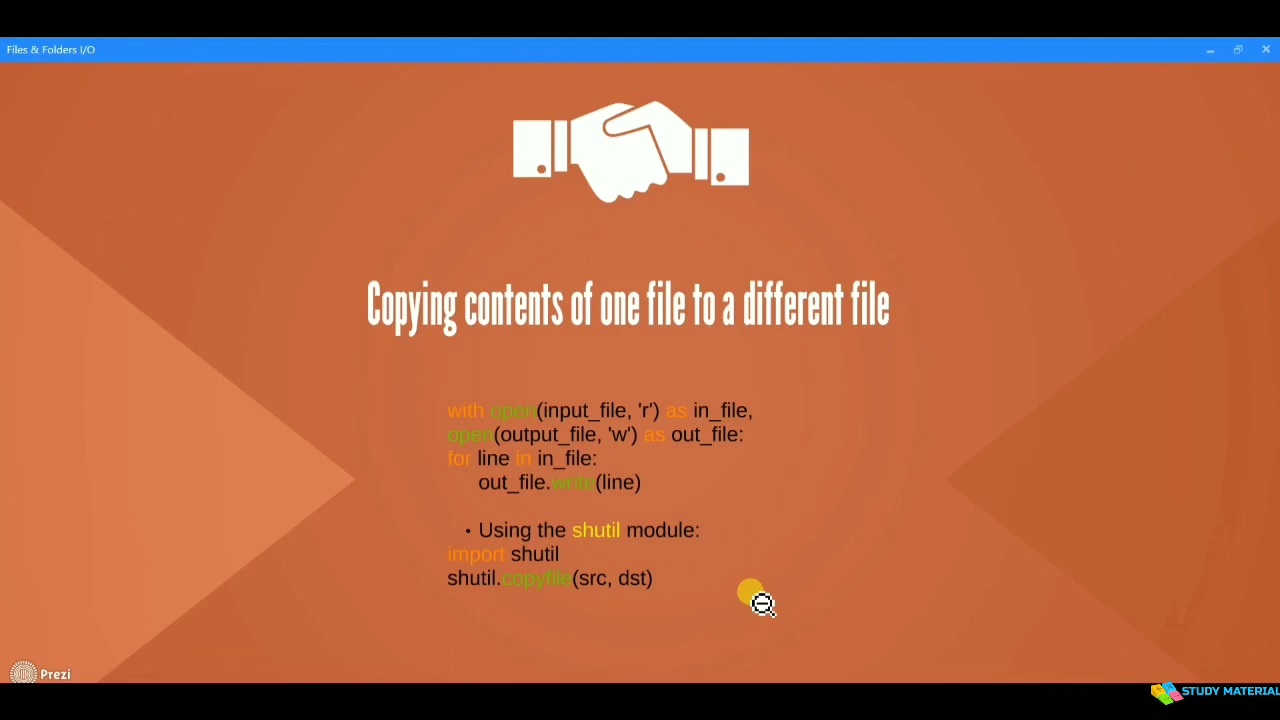 Files & Folders I/O
Copying contents of one file to a different file
with open(input_file, 'r') as in_file,
open(output_file, 'w') as out_file:
for line in in_file:
out_file.write(line)
• Using the shutil module:
import shutil
shutil.copyfile(src, dst)
Prezi
STUDY MATERIAL